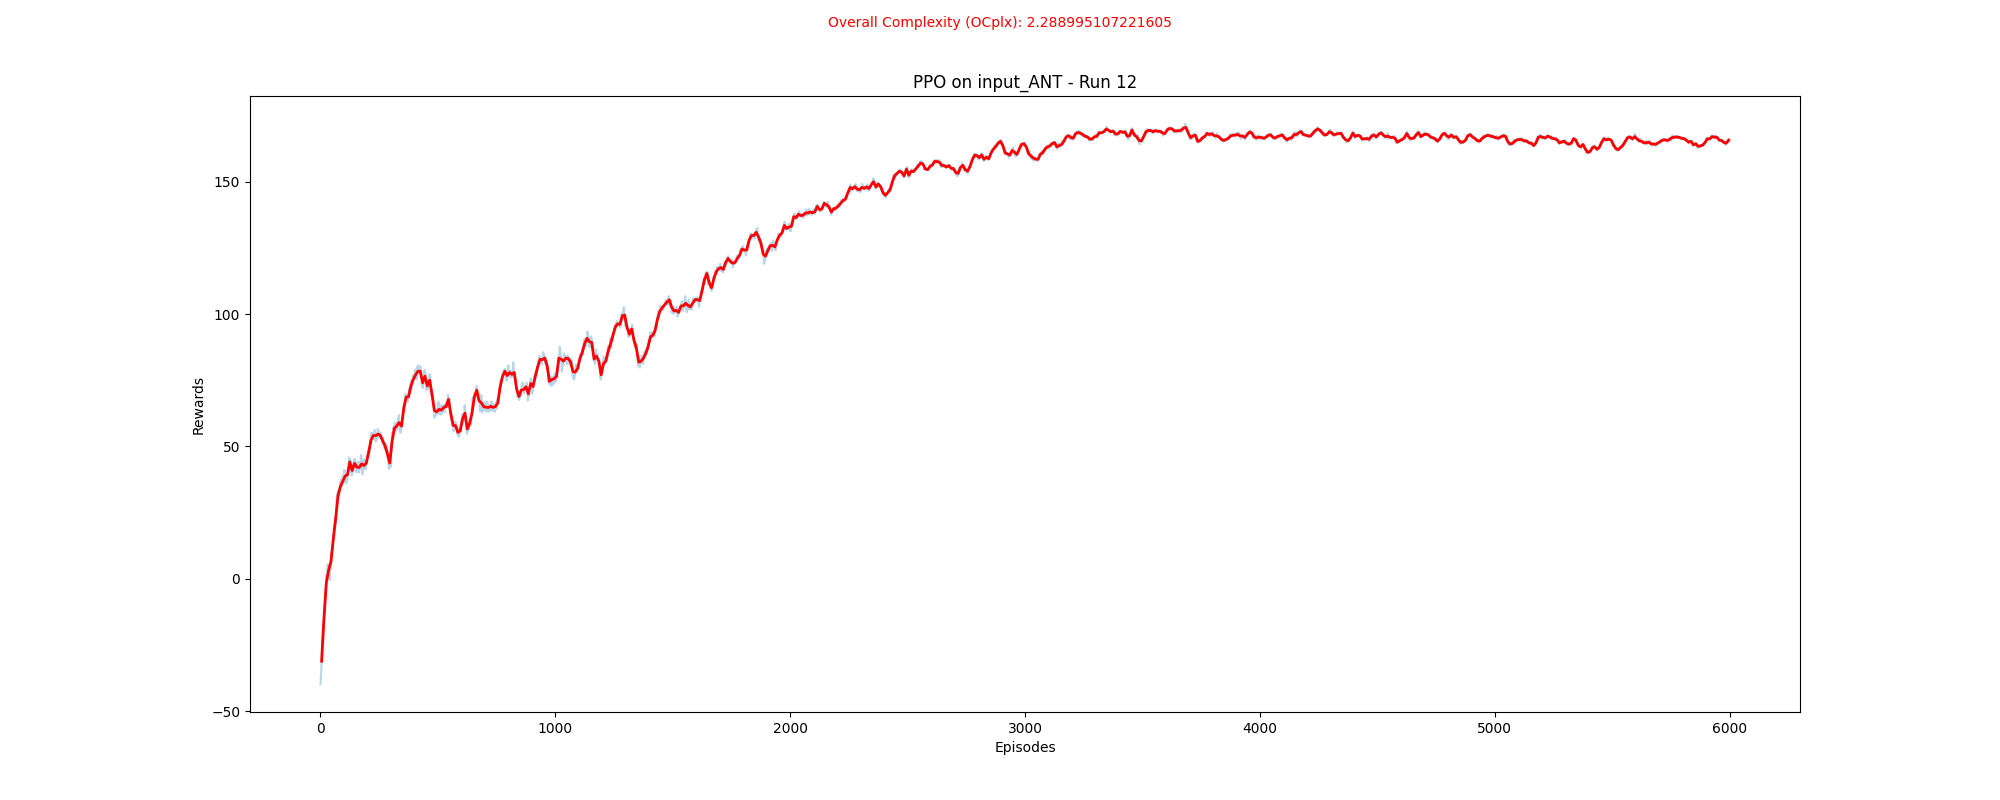 Overall Complexity (OCplx): 2.288995107221605
PPO on input_ANT - Run 12
150
100
50
0
−50
Rewards
0 1000 2000 3000 4000 5000 6000
Episodes